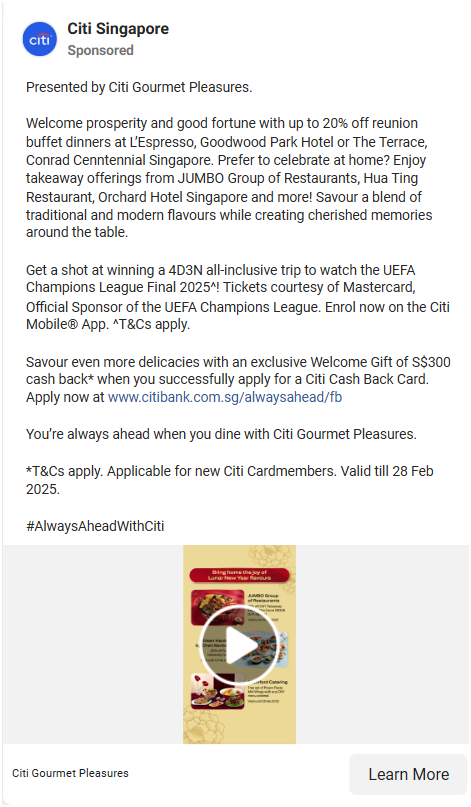 citi
Citi Singapore
Sponsored
Presented by Citi Gourmet Pleasures.
Welcome prosperity and good fortune with up to 20% off reunion
buffet dinners at L’Espresso, Goodwood Park Hotel or The Terrace,
Conrad Cenntennial Singapore. Prefer to celebrate at home? Enjoy
takeaway offerings from JUMBO Group of Restaurants, Hua Ting
Restaurant, Orchard Hotel Singapore and more! Savour a blend of
traditional and modern flavours while creating cherished memories
around the table.
Get a shot at winning a 4D3N all-inclusive trip to watch the UEFA
Champions League Final 2025^! Tickets courtesy of Mastercard,
Official Sponsor of the UEFA Champions League. Enrol now on the Citi
Mobile® App. ^T&Cs apply.
Savour even more delicacies with an exclusive Welcome Gift of S$300
cash back* when you successfully apply for a Citi Cash Back Card.
Apply now at www.citibank.com.sg/alwaysahead/fb
You’re always ahead when you dine with Citi Gourmet Pleasures.
*T&Cs apply. Applicable for new Citi Cardmembers. Valid till 28 Feb
2025.
#AlwaysAheadWithCiti
Bring home the joy of
Lunar New Year flavours
JUMBO Group
of Restaurants
Catering
Citi Gourmet Pleasures
Learn More